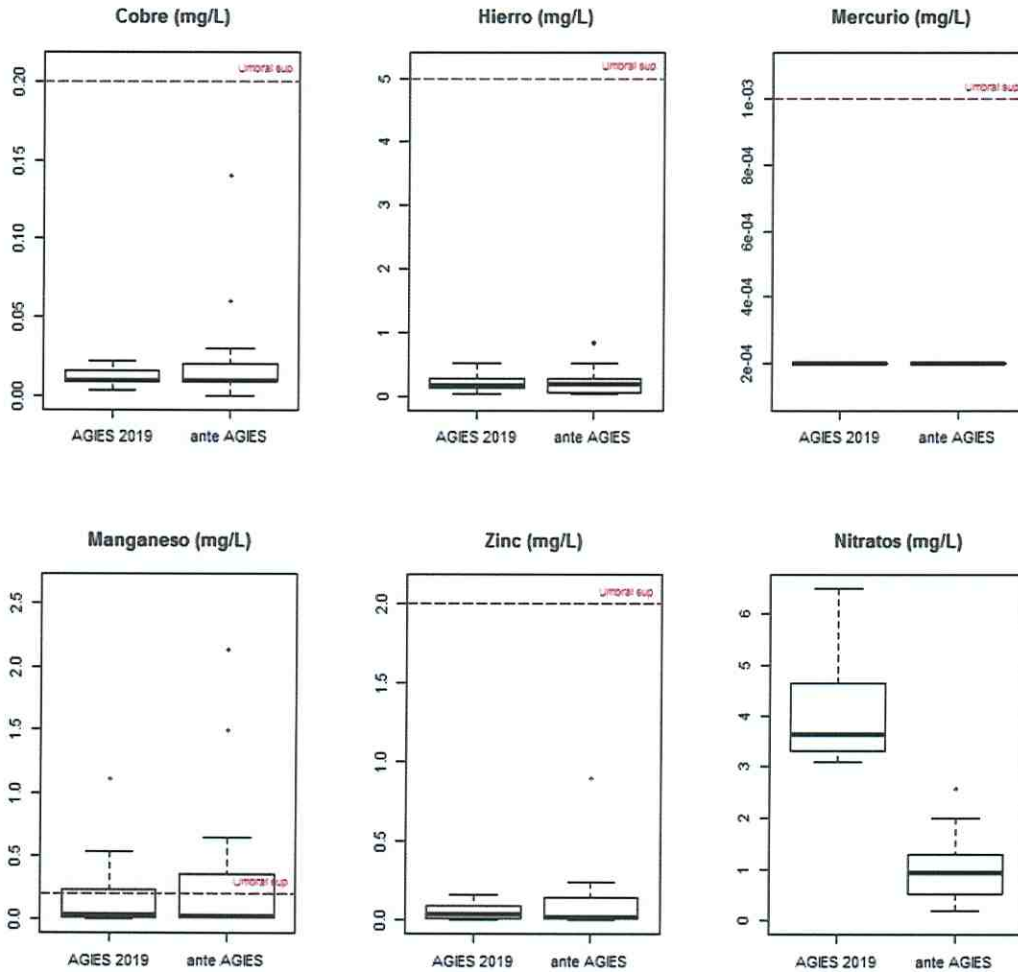 Cobre (mg/L)
Umbral sup
0.20
0.15
0.10
0.05
0.00
AGIES 2019
ante AGIES
Hierro (mg/L)
Umbral sup
5
4
3
2
1
0
AGIES 2019
ante AGIES
Mercurio (mg/L)
Umbral sup
1e-03
8e-04
6e-04
4e-04
2e-04
AGIES 2019
ante AGIES
Manganeso (mg/L)
2.5
2.0
1.5
1.0
0.5
0.0
Umbral sup
AGIES 2019
ante AGIES
Zinc (mg/L)
Umbral sup
2.0
1.5
1.0
0.5
0.0
AGIES 2019
ante AGIES
Nitratos (mg/L)
6
5
4
3
2
1
0
AGIES 2019
ante AGIES